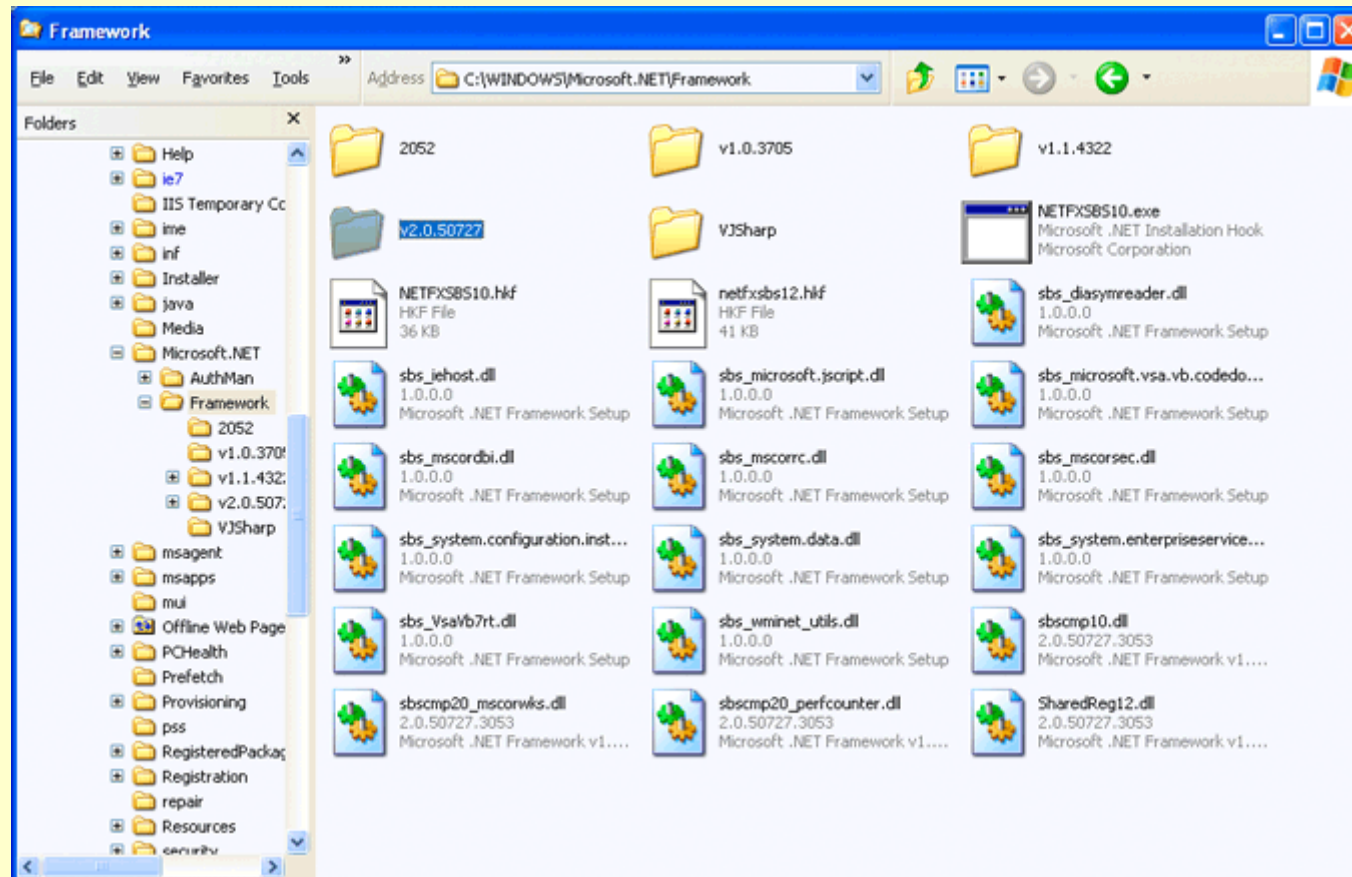 Framework
File Edit View Favorites Tools » Address C:\WINDOWS\Microsoft.NET\Framework
Folders
Help
ie7
IIS Temporary Co
ime
inf
Installer
java
Media
Microsoft.NET
AuthMan
Framework
2052
v1.0.370
v1.1.432
v2.0.507
VJSharp
msagent
msapps
mui
Offline Web Page
PCHealth
Prefetch
Provisioning
pss
RegisteredPackag
Registration
repair
Resources
security
2052
v1.0.3705
v1.1.4322
v2.0.50727
VJSharp
NETFXSBS10.exe
Microsoft .NET Installation Hook
Microsoft Corporation
NETFXSBS10.hkf
HKF File
36 KB
netfxsbs12.hkf
HKF File
41 KB
sbs_diasymreader.dll
1.0.0.0
Microsoft .NET Framework Setup
sbs_iehost.dll
1.0.0.0
Microsoft .NET Framework Setup
sbs_microsoft.jscript.dll
1.0.0.0
Microsoft .NET Framework Setup
sbs_microsoft.vsa.vb.codedo...
1.0.0.0
Microsoft .NET Framework Setup
sbs_mscordbi.dll
1.0.0.0
Microsoft .NET Framework Setup
sbs_mscorrc.dll
1.0.0.0
Microsoft .NET Framework Setup
sbs_mscorsec.dll
1.0.0.0
Microsoft .NET Framework Setup
sbs_system.configuration.inst...
1.0.0.0
Microsoft .NET Framework Setup
sbs_system.data.dll
1.0.0.0
Microsoft .NET Framework Setup
sbs_system.enterpriseservice...
1.0.0.0
Microsoft .NET Framework Setup
sbs_VsaVb7rt.dll
1.0.0.0
Microsoft .NET Framework Setup
sbs_wminet_utils.dll
1.0.0.0
Microsoft .NET Framework Setup
sbscmp10.dll
2.0.50727.3053
Microsoft .NET Framework v1....
sbscmp20_mscorwks.dll
2.0.50727.3053
Microsoft .NET Framework v1....
sbscmp20_perfcounter.dll
2.0.50727.3053
Microsoft .NET Framework v1....
SharedReg12.dll
2.0.50727.3053
Microsoft .NET Framework v1....